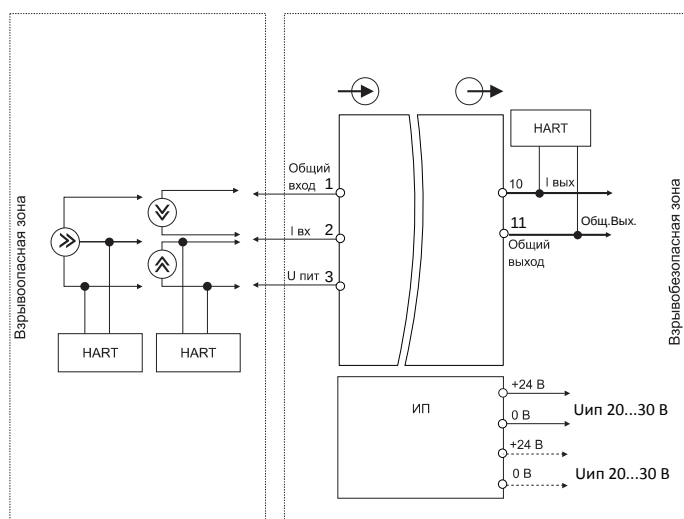 Взрывоопасная зона
HART
HART
Общий
вход 1
I вх 2
U пит 3
HART
10 I вых
11 Общ.Вых.
Общий
выход
Взрывобезопасная зона
ИП
+24 В
0 В
Uип 20...30 В
+24 В
0 В
Uип 20...30 В